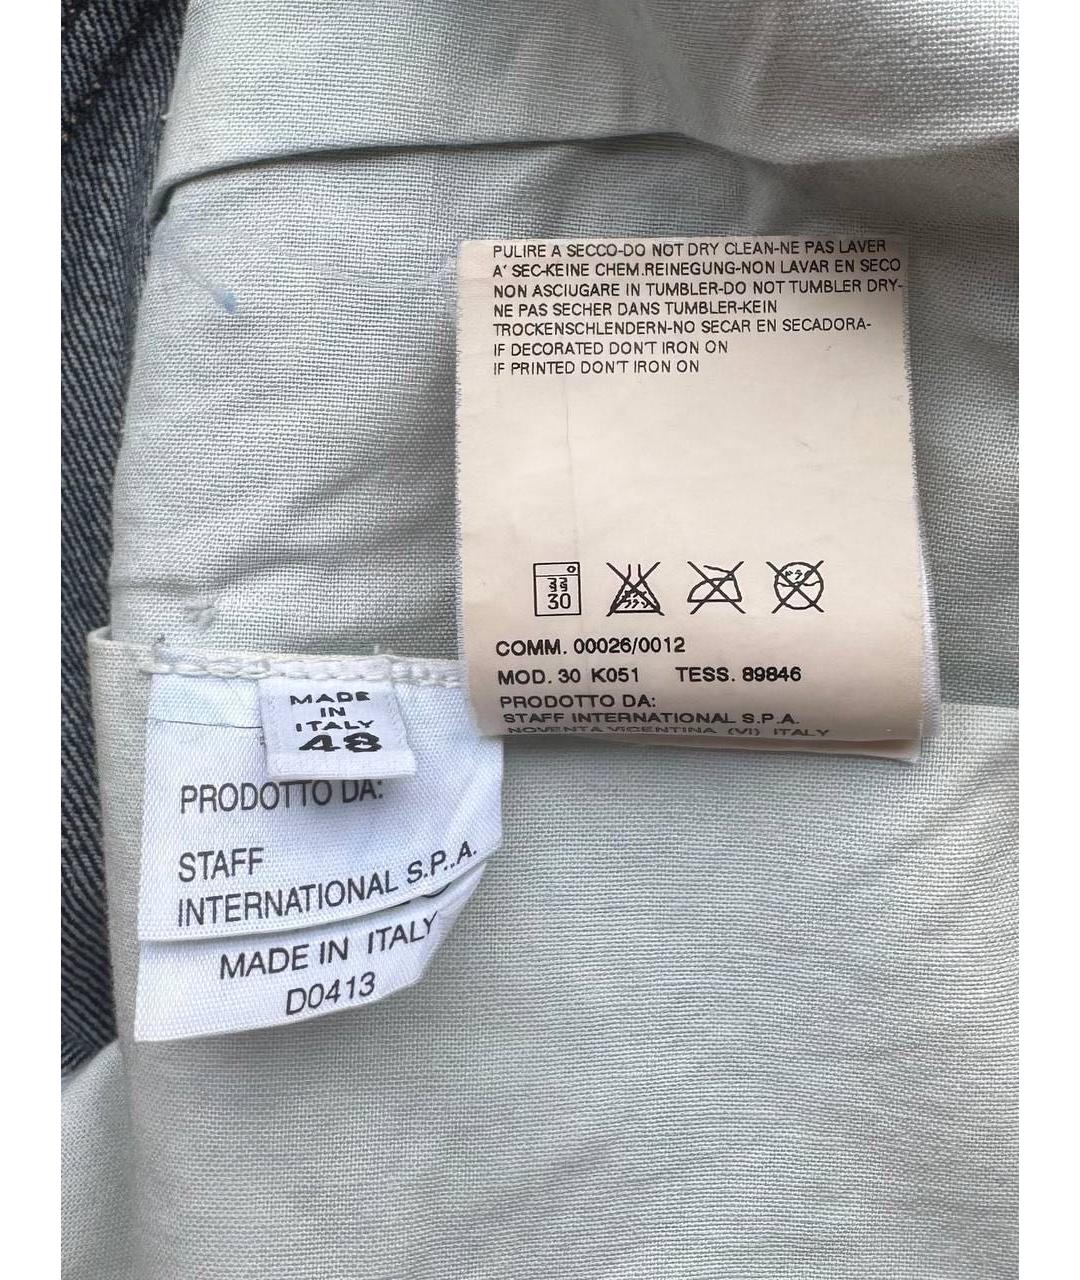 PULIRE A SECCO-DO NOT DRY CLEAN-NE PAS LAVER
A' SEC-KEINE CHEM.REINEGUNG-NON LAVAR EN SECO
NON ASCIUGARE IN TUMBLER-DO NOT TUMBLER DRY-
NE PAS SECHER DANS TUMBLER-KEIN
TROCKENSCHLENDERN-NO SECAR EN SECADORA-
IF DECORATED DON'T IRON ON
IF PRINTED DON'T IRON ON
30
COMM. 00026/0012
MOD. 30 K051 TESS. 89846
PRODOTTO DA:
STAFF INTERNATIONAL S.P.A.
NOVENTA VICENTINA (VI) ITALY
MADE
IN
ITALY
48
PRODOTTO DA:
STAFF
INTERNATIONAL S.P..A.
MADE IN ITALY
D0413